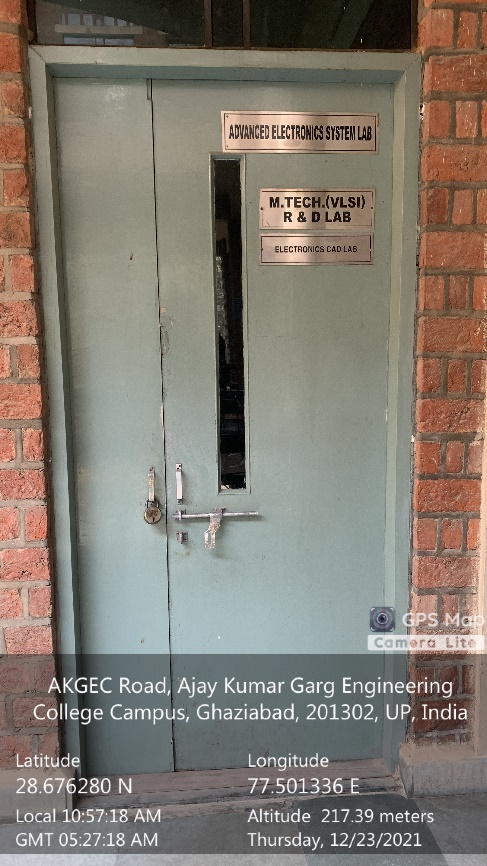 ADVANCED ELECTRONICS SYSTEM LAB
M.TECH.(VLSI)
R & D LAB
ELECTRONICS CAD LAB
GPS Map
Camera Lite
AKGEC Road, Ajay Kumar Garg Engineering
College Campus, Ghaziabad, 201302, UP, India
Latitude
28.676280 N
Longitude
77.501336 E
Local 10:57:18 AM
GMT 05:27:18 AM
Altitude 217.39 meters
Thursday, 12/23/2021